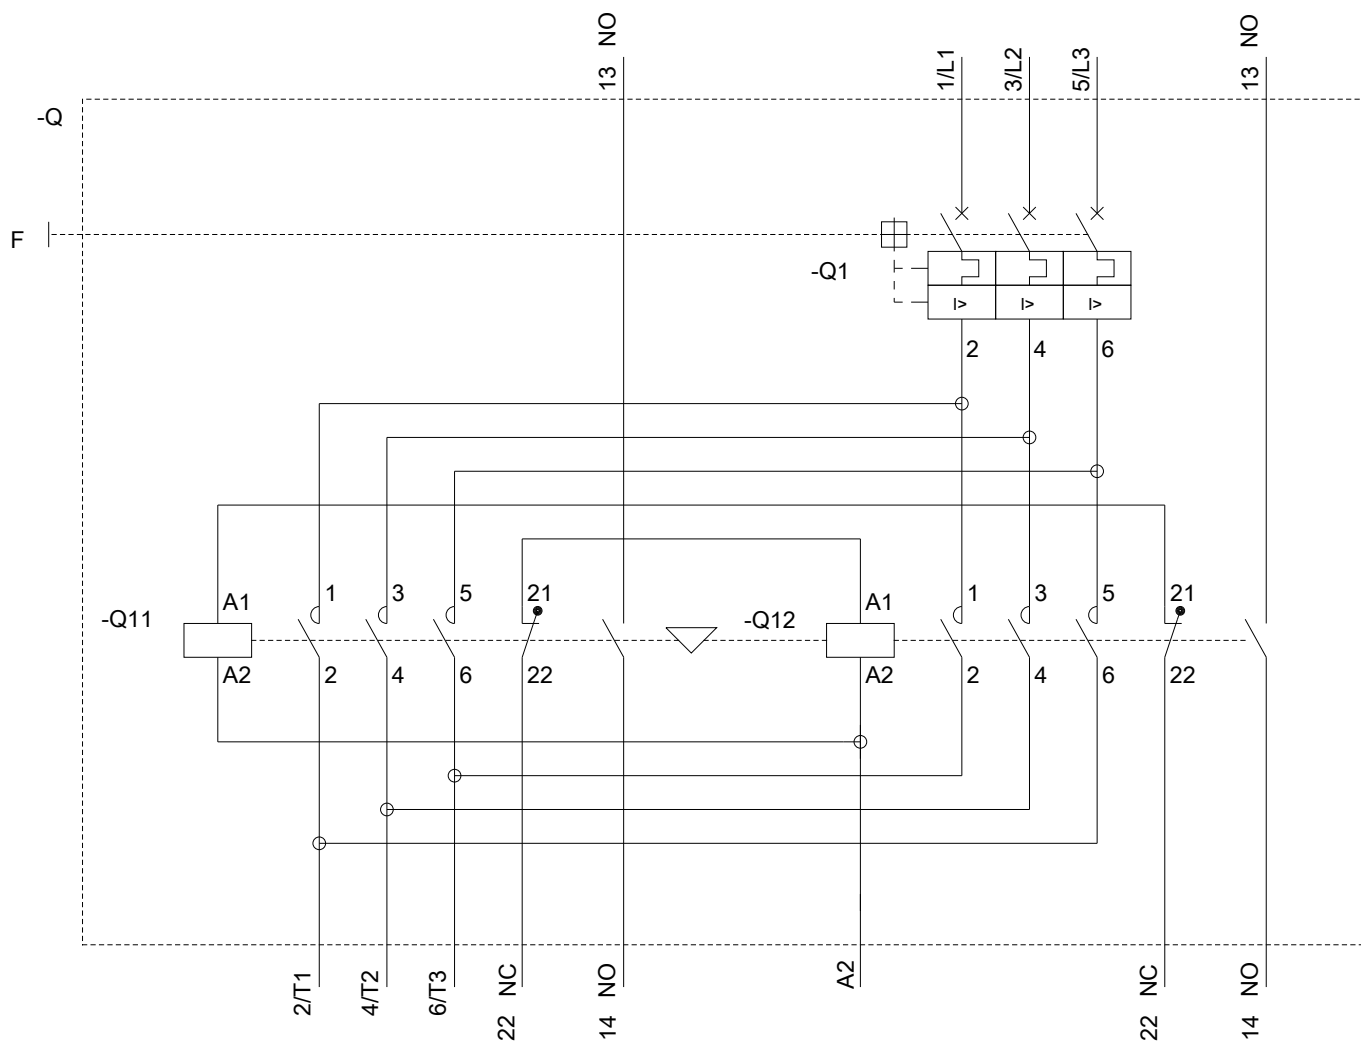 13 NO
1/L1
3/L2
5/L3
13 NO
-Q
F
-Q1
I> I> I>
2 4 6
1 3 5 21 1 3 5 21
A1 A1
-Q11 -Q12
A2 A2
2 4 6 22 2 4 6 22
2/T1
4/T2
6/T3
22 NC
14 NO
A2
22 NC
14 NO